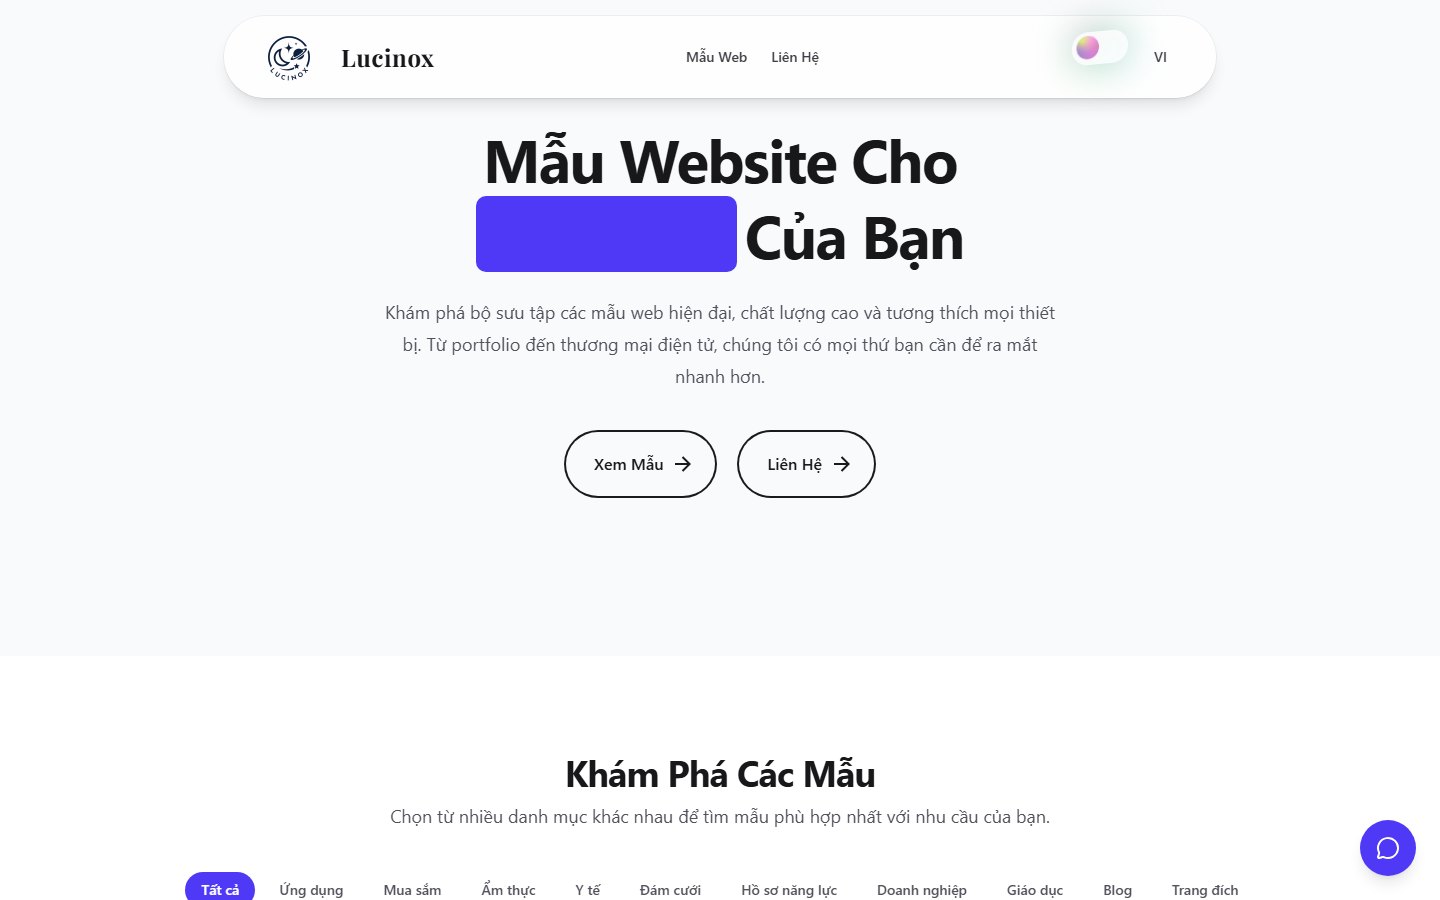 LUCINOX
Lucinox
Mẫu Web
Liên Hệ
VI
Mẫu Website Cho
Của Bạn
Khám phá bộ sưu tập các mẫu web hiện đại, chất lượng cao và tương thích mọi thiết
bị. Từ portfolio đến thương mại điện tử, chúng tôi có mọi thứ bạn cần để ra mắt
nhanh hơn.
Xem Mẫu
Liên Hệ
Khám Phá Các Mẫu
Chọn từ nhiều danh mục khác nhau để tìm mẫu phù hợp nhất với nhu cầu của bạn.
Tất cả
Ứng dụng
Mua sắm
Ẩm thực
Y tế
Đám cưới
Hồ sơ năng lực
Doanh nghiệp
Giáo dục
Blog
Trang đích